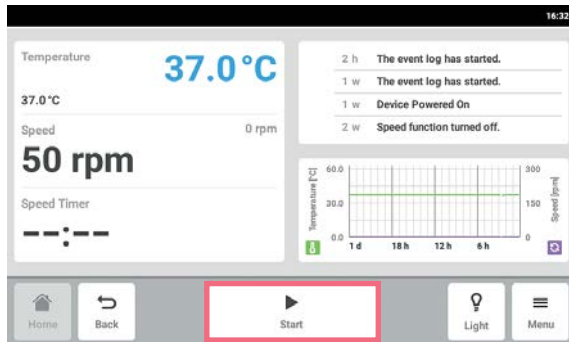 16:32
Temperature
37.0°C
37.0°C
Speed
0 rpm
50 rpm
Speed Timer
--:--
2 h The event log has started.
1 w The event log has started.
1 w Device Powered On
2 w Speed function turned off.
Temperature [°C]
60.0
30.0
0.0
1 d 18 h 12 h 6 h
300
150
0
Speed [rpm]
Home
Back
Start
Light
Menu